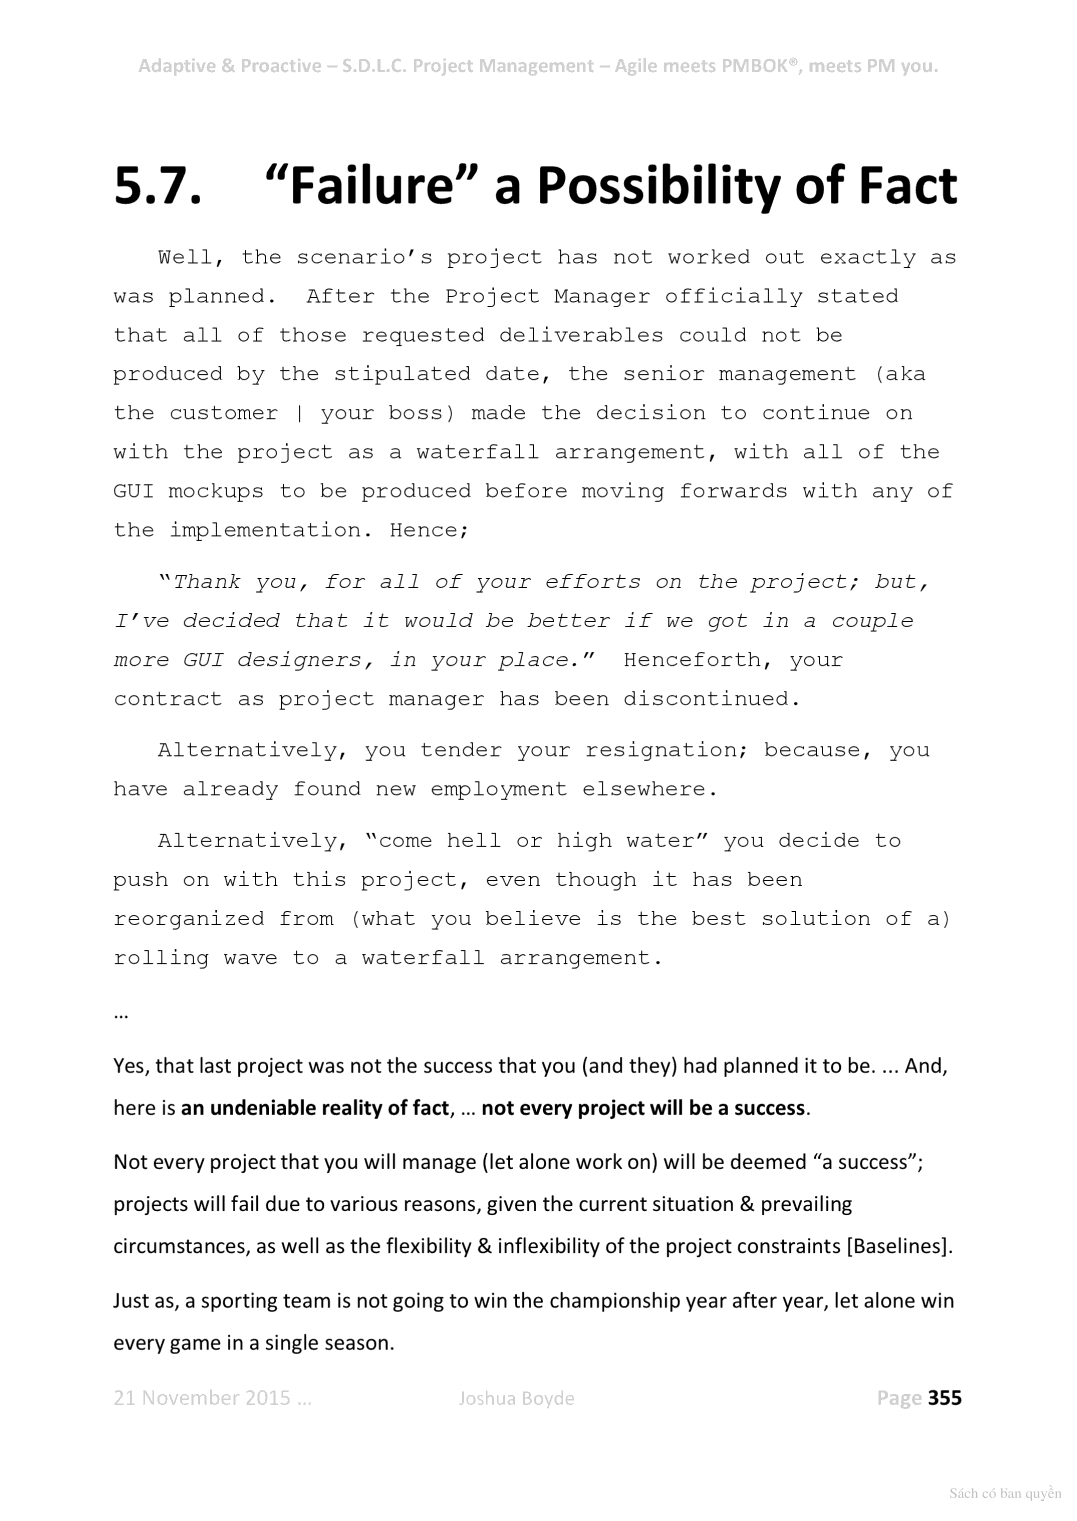 Adaptive & Proactive – S.D.L.C. Project Management – Agile meets PMBOK®, meets PM you.
5.7. “Failure” a Possibility of Fact
Well, the scenario’s project has not worked out exactly as
was planned. After the Project Manager officially stated
that all of those requested deliverables could not be
produced by the stipulated date, the senior management (aka
the customer | your boss) made the decision to continue on
with the project as a waterfall arrangement, with all of the
GUI mockups to be produced before moving forwards with any of
the implementation. Hence;
“Thank you, for all of your efforts on the project; but,
I’ve decided that it would be better if we got in a couple
more GUI designers, in your place.” Henceforth, your
contract as project manager has been discontinued.
Alternatively, you tender your resignation; because, you
have already found new employment elsewhere.
Alternatively, “come hell or high water” you decide to
push on with this project, even though it has been
reorganized from (what you believe is the best solution of a)
rolling wave to a waterfall arrangement.
…
Yes, that last project was not the success that you (and they) had planned it to be. ... And,
here is an undeniable reality of fact, … not every project will be a success.
Not every project that you will manage (let alone work on) will be deemed “a success”;
projects will fail due to various reasons, given the current situation & prevailing
circumstances, as well as the flexibility & inflexibility of the project constraints [Baselines].
Just as, a sporting team is not going to win the championship year after year, let alone win
every game in a single season.
21 November 2015 … Joshua Boyde Page 355
Sách có bản quyền